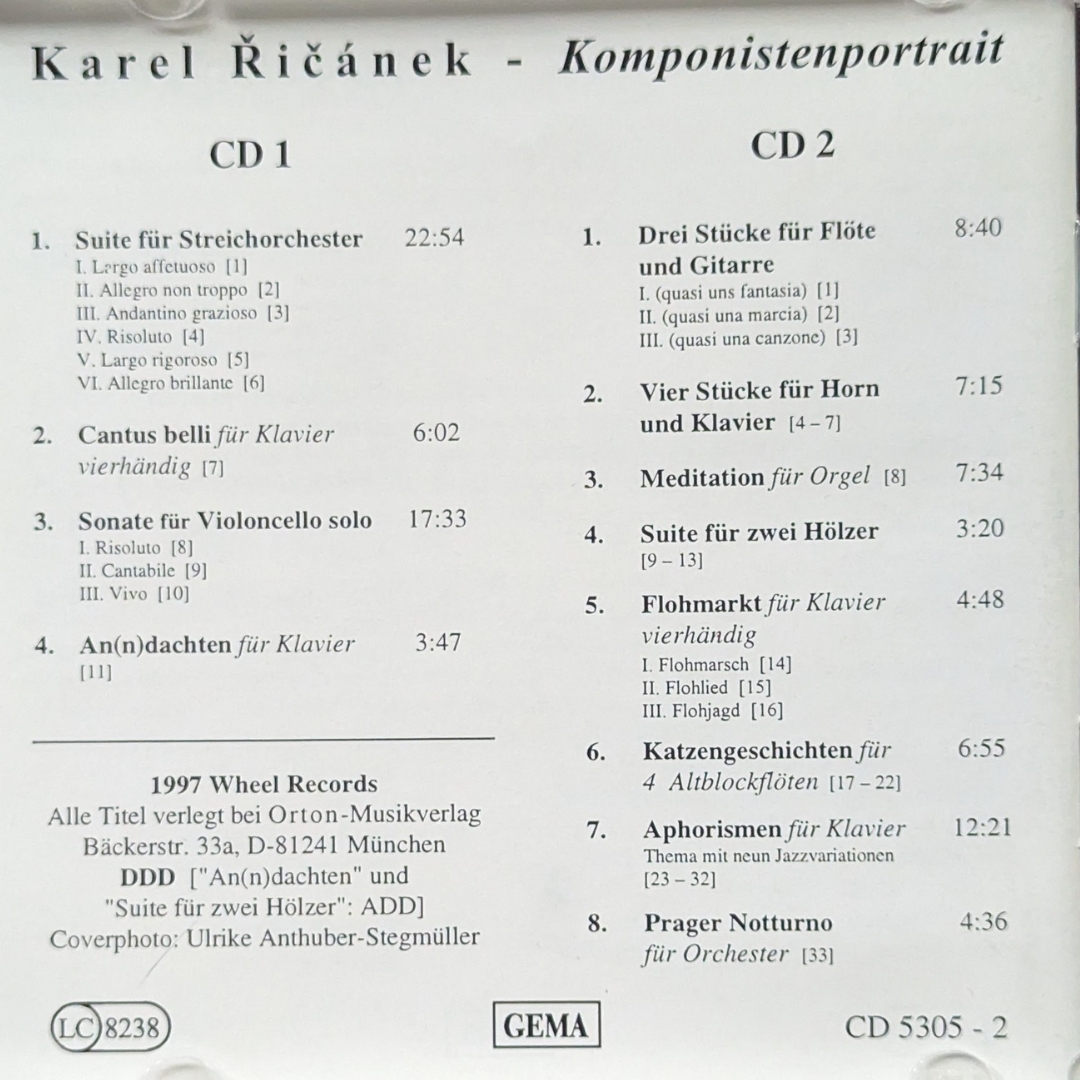 Karel Řičánek - Komponistenportrait
CD 1
1. Suite für Streichorchester 22:54
I. Largo affetuoso [1]
II. Allegro non troppo [2]
III. Andantino grazioso [3]
IV. Risoluto [4]
V. Largo rigoroso [5]
VI. Allegro brillante [6]
2. Cantus belli für Klavier 6:02
vierhändig [7]
3. Sonate für Violoncello solo 17:33
I. Risoluto [8]
II. Cantabile [9]
III. Vivo [10]
4. An(n)dachten für Klavier 3:47
[11]
1997 Wheel Records
Alle Titel verlegt bei Orton-Musikverlag
Bäckerstr. 33a, D-81241 München
DDD ["An(n)dachten" und
"Suite für zwei Hölzer": ADD]
Coverphoto: Ulrike Anthuber-Stegmüller
CD 2
1. Drei Stücke für Flöte 8:40
und Gitarre
I. (quasi uns fantasia) [1]
II. (quasi una marcia) [2]
III. (quasi una canzone) [3]
2. Vier Stücke für Horn 7:15
und Klavier [4 – 7]
3. Meditation für Orgel [8] 7:34
4. Suite für zwei Hölzer 3:20
[9 – 13]
5. Flohmarkt für Klavier 4:48
vierhändig
I. Flohmarsch [14]
II. Flohlied [15]
III. Flohjagd [16]
6. Katzengeschichten für 6:55
4 Altblockflöten [17 – 22]
7. Aphorismen für Klavier 12:21
Thema mit neun Jazzvariationen
[23 – 32]
8. Prager Notturno 4:36
für Orchester [33]
LC 8238
GEMA
CD 5305 - 2